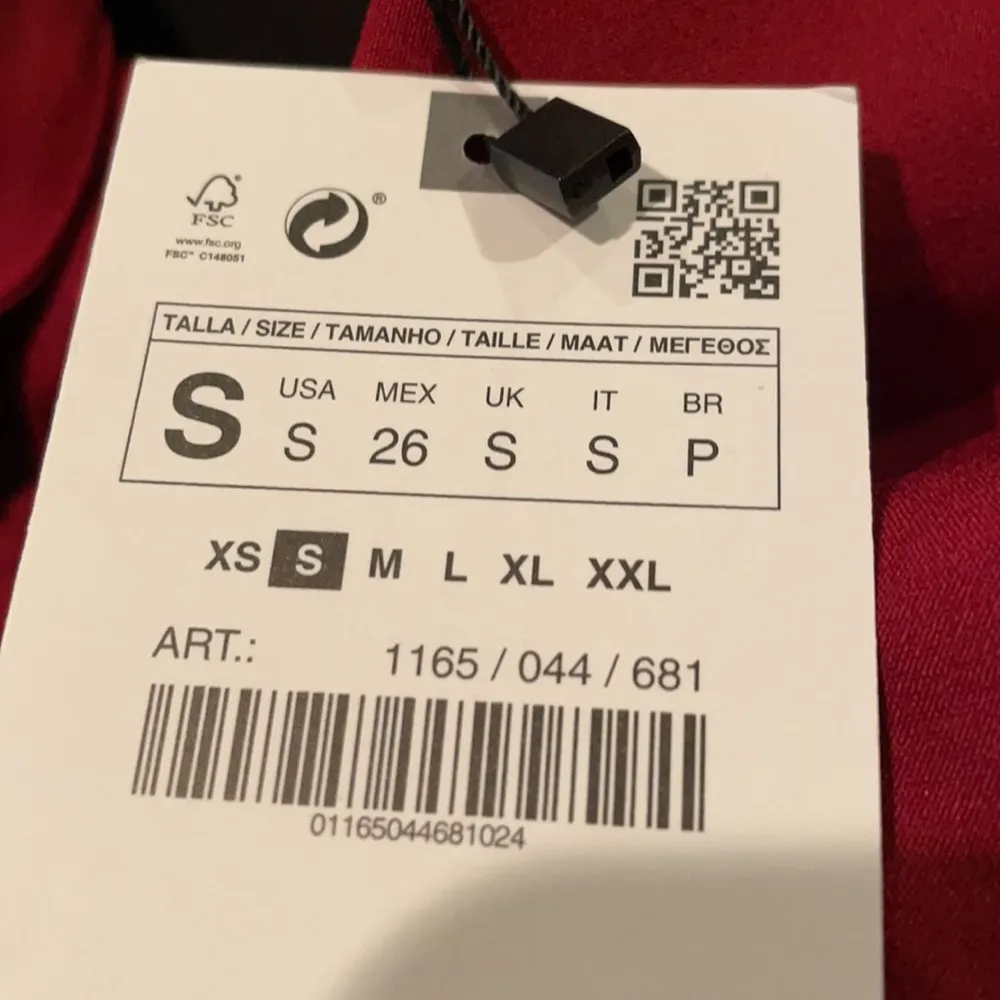 FSC
www.fsc.org
FSC™ C148051
®
TALLA / SIZE / TAMANHO / TAILLE / MAAT / ΜΕΓΕΘΟΣ
S USA MEX UK IT BR
S 26 S S P
XS S M L XL XXL
ART.: 1165 / 044 / 681
01165044681024